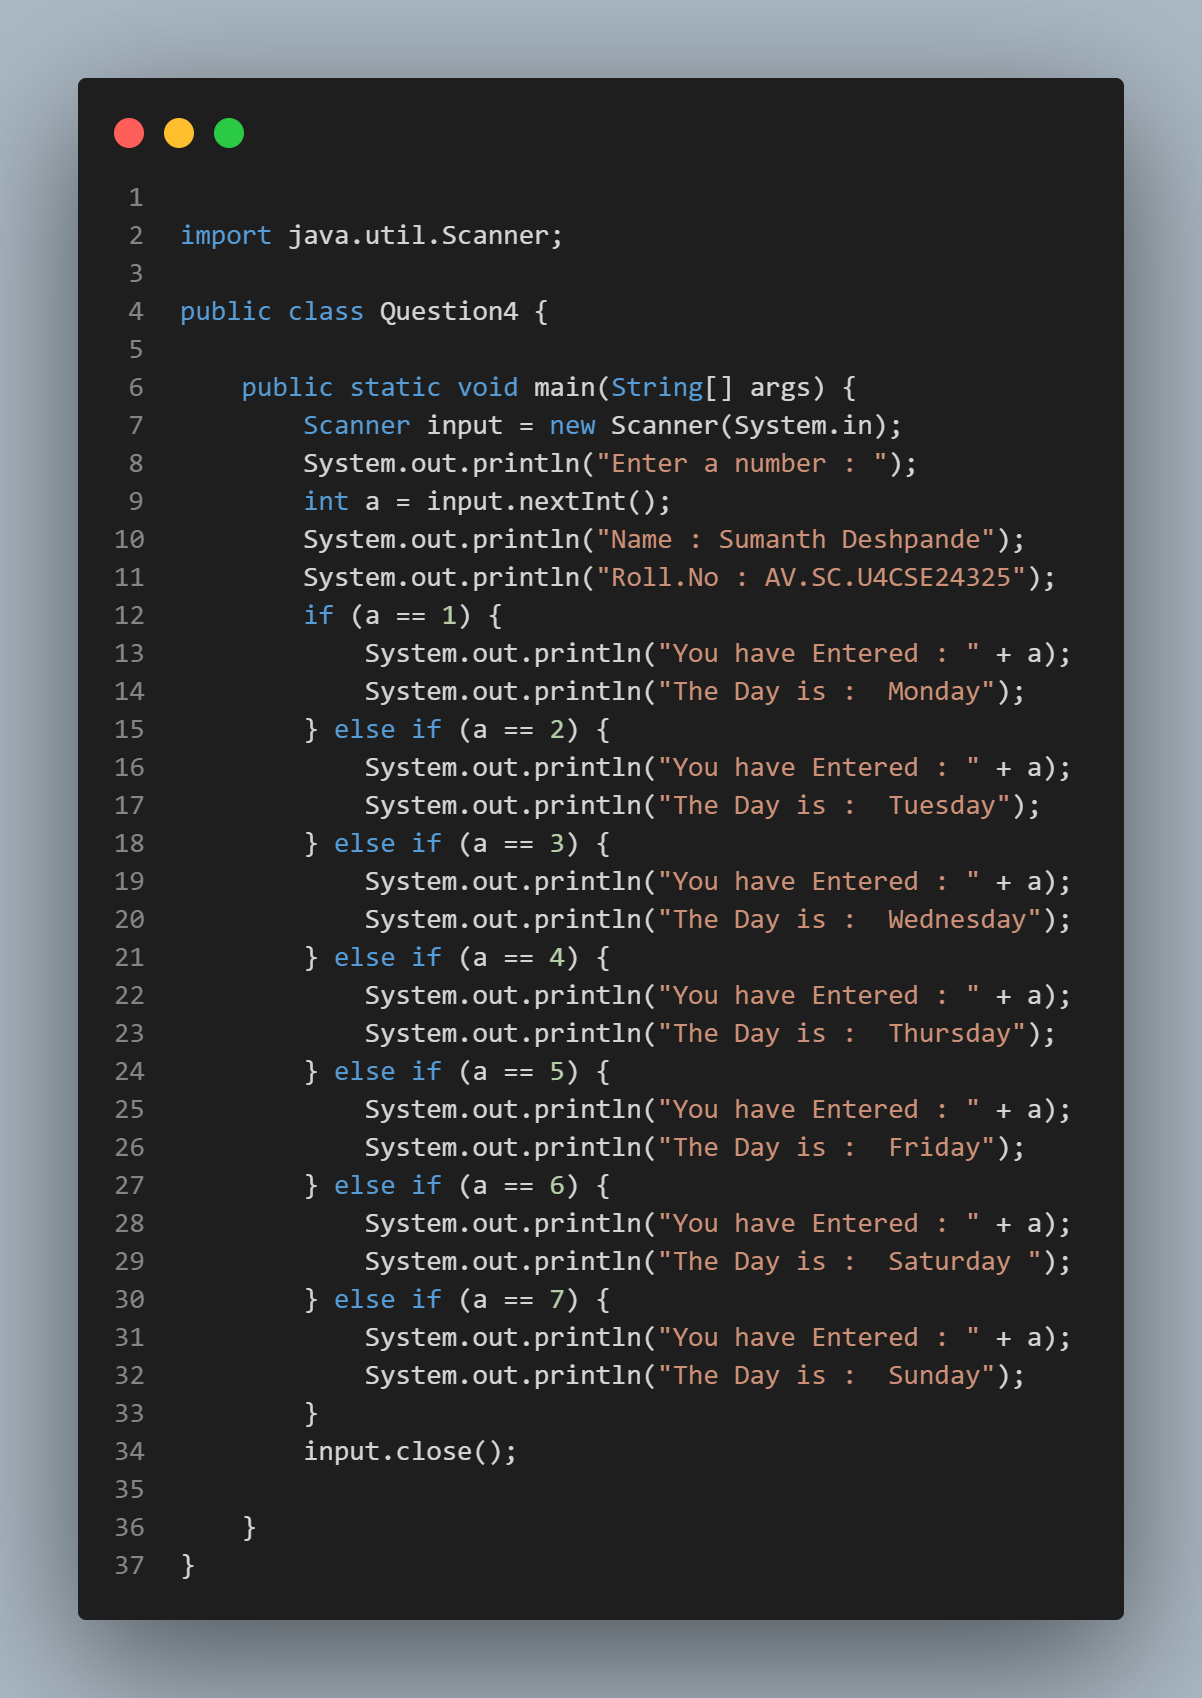 1
2 import java.util.Scanner;
3
4 public class Question4 {
5
6     public static void main(String[] args) {
7         Scanner input = new Scanner(System.in);
8         System.out.println("Enter a number : ");
9         int a = input.nextInt();
10         System.out.println("Name : Sumanth Deshpande");
11         System.out.println("Roll.No : AV.SC.U4CSE24325");
12         if (a == 1) {
13             System.out.println("You have Entered : " + a);
14             System.out.println("The Day is :  Monday");
15         } else if (a == 2) {
16             System.out.println("You have Entered : " + a);
17             System.out.println("The Day is :  Tuesday");
18         } else if (a == 3) {
19             System.out.println("You have Entered : " + a);
20             System.out.println("The Day is :  Wednesday");
21         } else if (a == 4) {
22             System.out.println("You have Entered : " + a);
23             System.out.println("The Day is :  Thursday");
24         } else if (a == 5) {
25             System.out.println("You have Entered : " + a);
26             System.out.println("The Day is :  Friday");
27         } else if (a == 6) {
28             System.out.println("You have Entered : " + a);
29             System.out.println("The Day is :  Saturday ");
30         } else if (a == 7) {
31             System.out.println("You have Entered : " + a);
32             System.out.println("The Day is :  Sunday");
33         }
34         input.close();
35
36     }
37 }